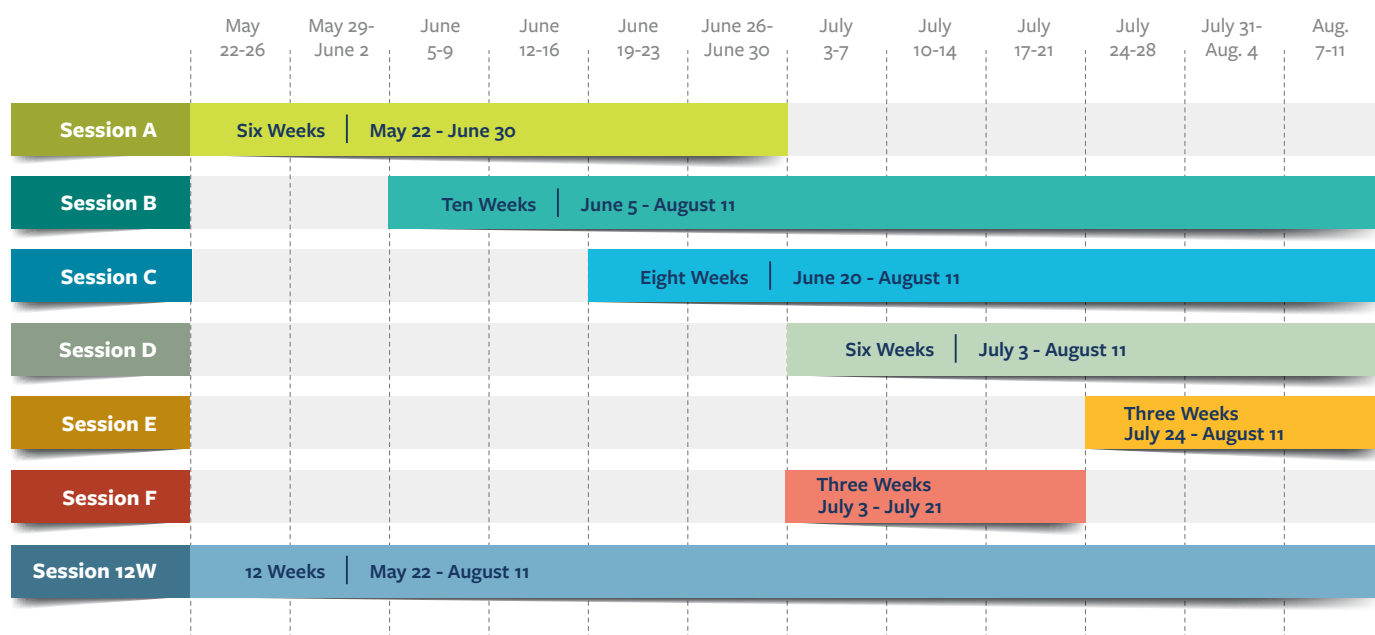 May
22-26
May 29-
June 2
June
5-9
June
12-16
June
19-23
June 26-
June 30
July
3-7
July
10-14
July
17-21
July
24-28
July 31-
Aug. 4
Aug.
7-11
Session A
Six Weeks | May 22 - June 30
Session B
Ten Weeks | June 5 - August 11
Session C
Eight Weeks | June 20 - August 11
Session D
Six Weeks | July 3 - August 11
Session E
Three Weeks
July 24 - August 11
Session F
Three Weeks
July 3 - July 21
Session 12W
12 Weeks | May 22 - August 11